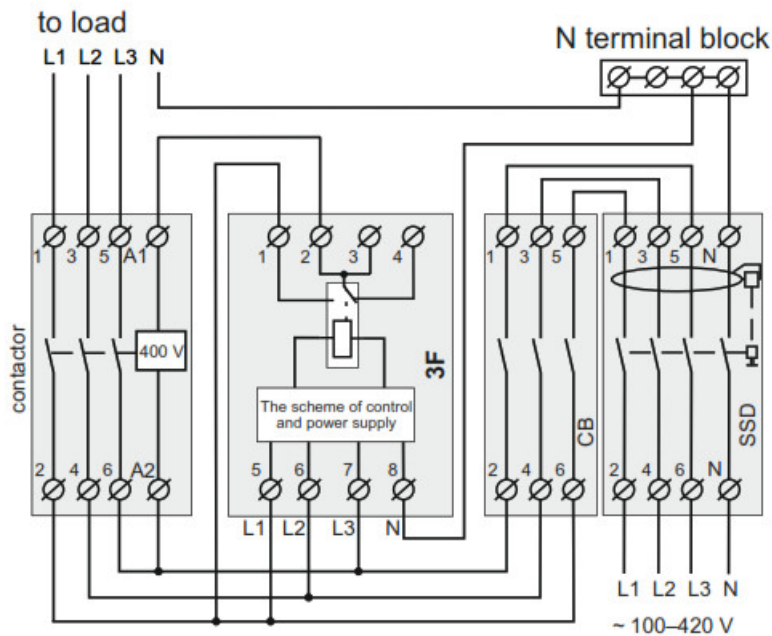 to load
L1 L2 L3 N
N terminal block
1 3 5 A1
1 2 3 4
1 3 5
1 3 5 N
contactor
400 V
3F
The scheme of control
and power supply
CB
SSD
2 4 6 A2
5 6 7 8
2 4 6
2 4 6 N
L1 L2 L3 N
L1 L2 L3 N
~ 100–420 V